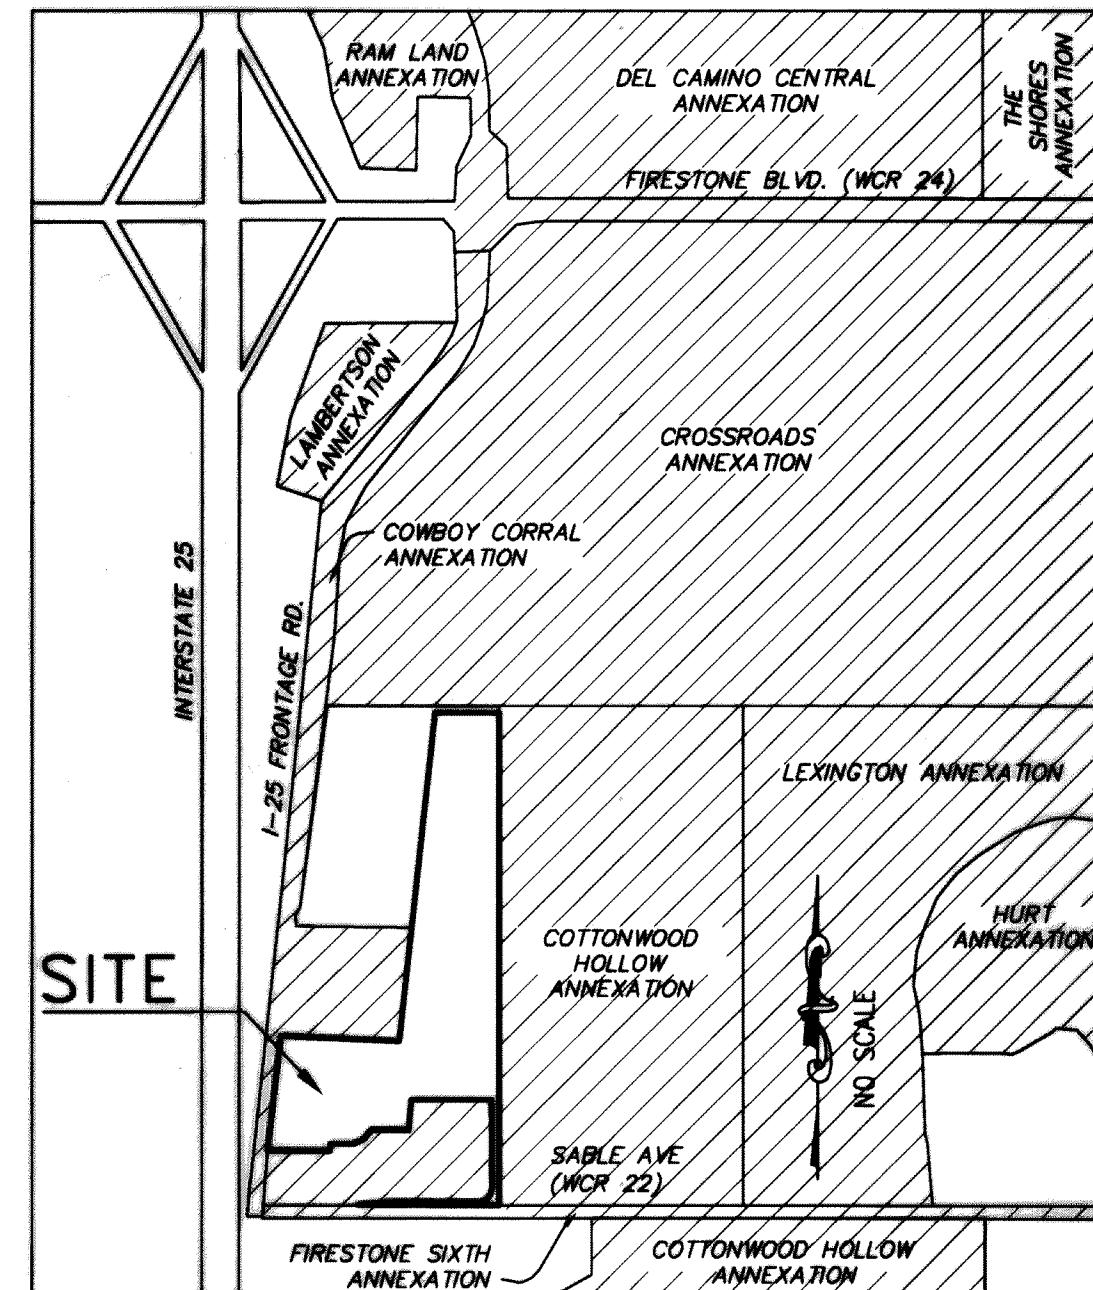 RAM LAND
ANNEXATION
DEL CAMINO CENTRAL
ANNEXATION
THE
SHORES
ANNEXATION
FIRESTONE BLVD. (WCR 24)
LAMBERTSON
ANNEXATION
CROSSROADS
ANNEXATION
COWBOY CORRAL
ANNEXATION
INTERSTATE 25
I-25 FRONTAGE RD.
LEXINGTON ANNEXATION
HURT
ANNEXATION
COTTONWOOD
HOLLOW
ANNEXATION
SITE
NO SCALE
SABLE AVE
(WCR 22)
FIRESTONE SIXTH
ANNEXATION
COTTONWOOD HOLLOW
ANNEXATION